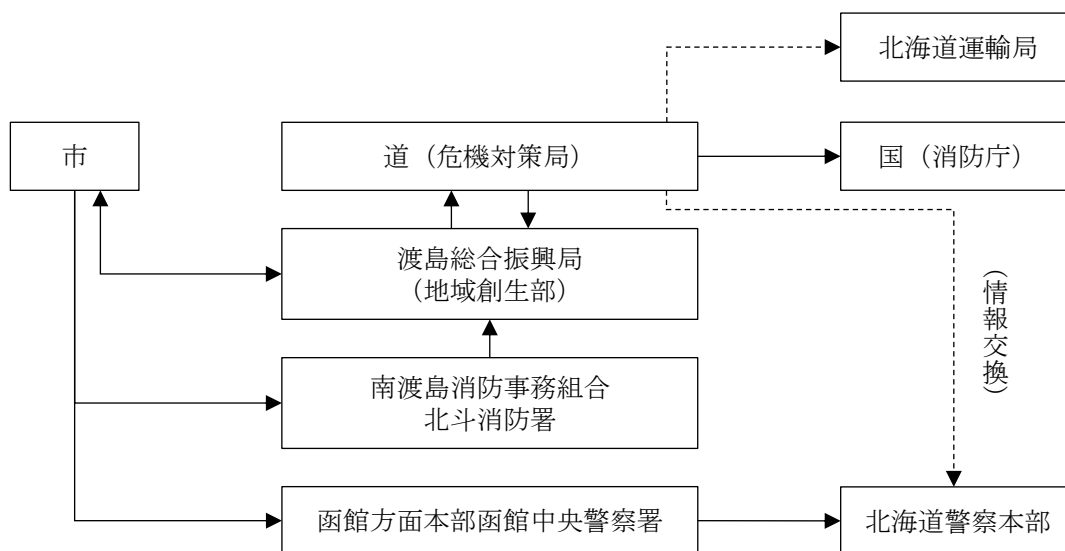 北海道運輸局
市
道（危機対策局）
国（消防庁）
渡島総合振興局
（地域創生部）
（情報交換）
南渡島消防事務組合
北斗消防署
函館方面本部函館中央警察署
北海道警察本部